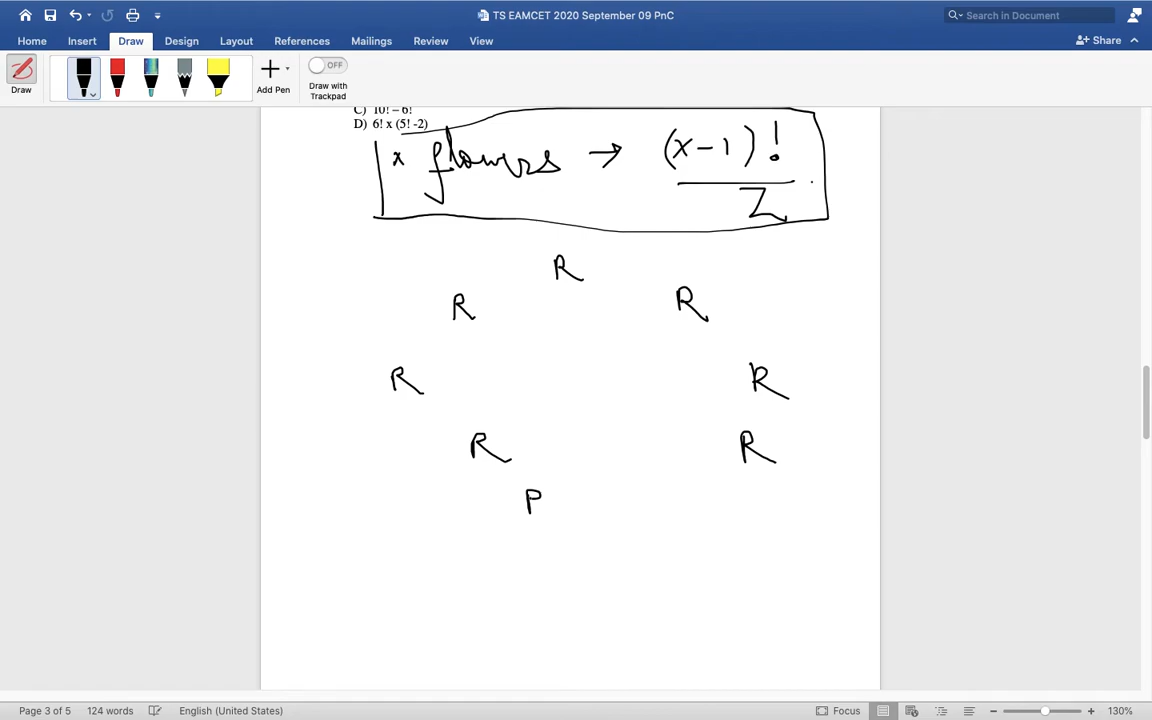 TS EAMCET 2020 September 09 PnC
Search in Document
Home Insert Draw Design Layout References Mailings Review View
Share
OFF
Draw
Add Pen
Draw with
Trackpad
C) 10! – 6!
D) 6! x (5! -2)
x flowers → (x-1)!
2
R
R R
R R
R R
P
Page 3 of 5 124 words English (United States) Focus 130%